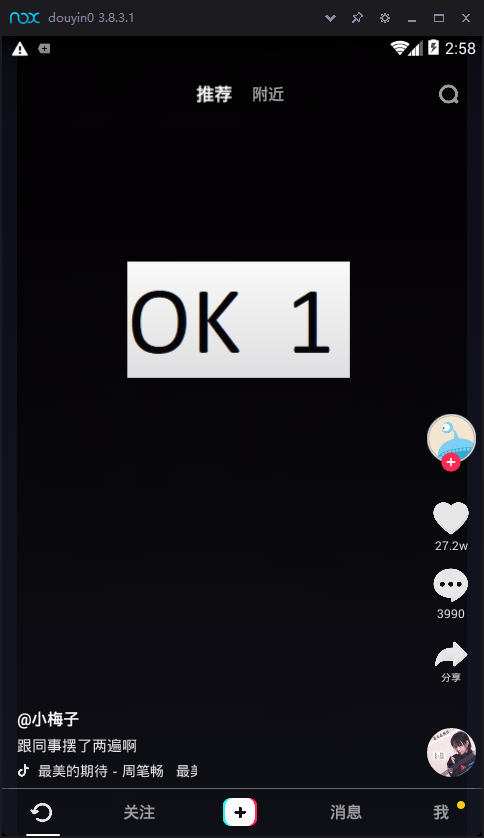 nox douyin0 3.8.3.1
2:58
推荐 附近
OK 1
27.2w
3990
分享
@小梅子
跟同事摆了两遍啊
最美的期待 - 周笔畅 最美
关注 消息 我